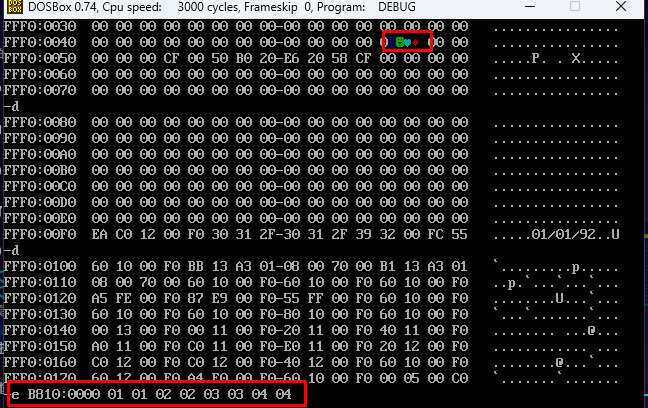 DOSBox 0.74, Cpu speed: 3000 cycles, Frameskip 0, Program: DEBUG
FFF0:0030 00 00 00 00 00 00 00 00-00 00 00 00 00 00 00 00 ................
FFF0:0040 00 00 00 00 00 00 00 00-00 00 00 00 0☺☻♥♦ 00 00 ................
FFF0:0050 00 00 00 CF 00 50 B0 20-E6 20 58 CF 00 00 00 00 .....P. . X.....
FFF0:0060 00 00 00 00 00 00 00 00-00 00 00 00 00 00 00 00 ................
FFF0:0070 00 00 00 00 00 00 00 00-00 00 00 00 00 00 00 00 ................
-d
FFF0:0080 00 00 00 00 00 00 00 00-00 00 00 00 00 00 00 00 ................
FFF0:0090 00 00 00 00 00 00 00 00-00 00 00 00 00 00 00 00 ................
FFF0:00A0 00 00 00 00 00 00 00 00-00 00 00 00 00 00 00 00 ................
FFF0:00B0 00 00 00 00 00 00 00 00-00 00 00 00 00 00 00 00 ................
FFF0:00C0 00 00 00 00 00 00 00 00-00 00 00 00 00 00 00 00 ................
FFF0:00D0 00 00 00 00 00 00 00 00-00 00 00 00 00 00 00 00 ................
FFF0:00E0 00 00 00 00 00 00 00 00-00 00 00 00 00 00 00 00 ................
FFF0:00F0 EA C0 12 00 F0 30 31 2F-30 31 2F 39 32 00 FC 55 .....01/01/92..U
-d
FFF0:0100 60 10 00 F0 BB 13 A3 01-08 00 70 00 B1 13 A3 01 `.........p.....
FFF0:0110 08 00 70 00 60 10 00 F0-60 10 00 F0 60 10 00 F0 ..p.`...`...`...
FFF0:0120 A5 FE 00 F0 87 E9 00 F0-55 FF 00 F0 60 10 00 F0 ........U...`...
FFF0:0130 60 10 00 F0 60 10 00 F0-80 10 00 F0 60 10 00 F0 `...`.......`...
FFF0:0140 00 13 00 F0 00 11 00 F0-20 11 00 F0 40 11 00 F0 ........ ...@...
FFF0:0150 A0 11 00 F0 C0 11 00 F0-E0 11 00 F0 20 12 00 F0 ............ ...
FFF0:0160 C0 12 00 F0 C0 12 00 F0-40 12 00 F0 60 10 00 F0 ........@...`...
60 12 00 F0 A4 F0 00 F0-60 10 00 F0 00 05 00 C0 `.......`.......
-e B810:0000 01 01 02 02 03 03 04 04